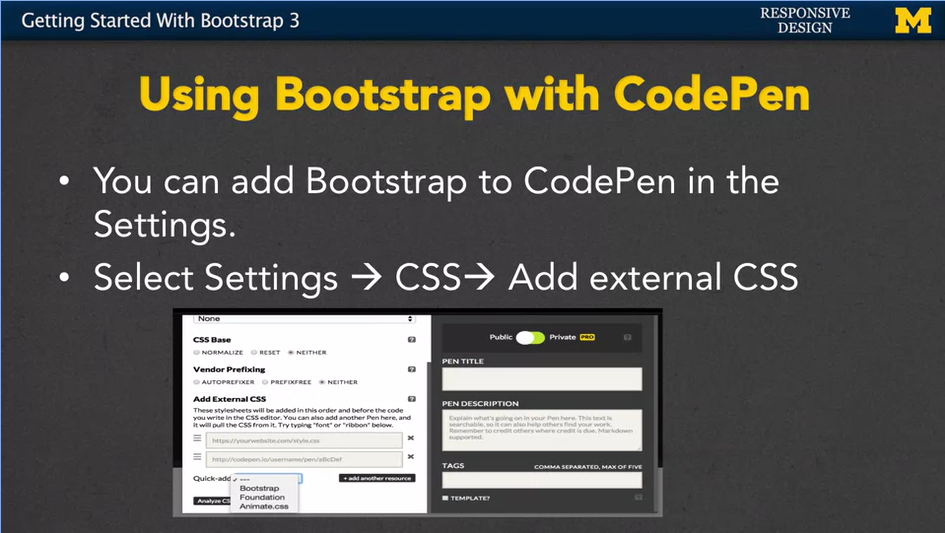 Getting Started With Bootstrap 3
RESPONSIVE
DESIGN
M
Using Bootstrap with CodePen
• You can add Bootstrap to CodePen in the
Settings.
• Select Settings → CSS→ Add external CSS
None
CSS Base
?
NORMALIZE RESET NEITHER
Vendor Prefixing
?
AUTOPREFIXER PREFIXFREE NEITHER
Add External CSS
?
These stylesheets will be added in this order and before the code
you write in the CSS editor. You can also add another Pen here, and
it will pull the CSS from it. Try typing "font" or "ribbon" below.
https://yourwebsite.com/style.css
http://codepen.io/username/pen/aBcDef
Quick-add ✓ ---
+ add another resource
Bootstrap
Foundation
Animate.css
Analyze CS
Public Private PRO ?
PEN TITLE
PEN DESCRIPTION
Explain what's going on in your Pen here. This text is
searchable, so it can also help others find your work.
Remember to credit others where credit is due. Markdown
supported.
TAGS COMMA SEPARATED, MAX OF FIVE
TEMPLATE? ?